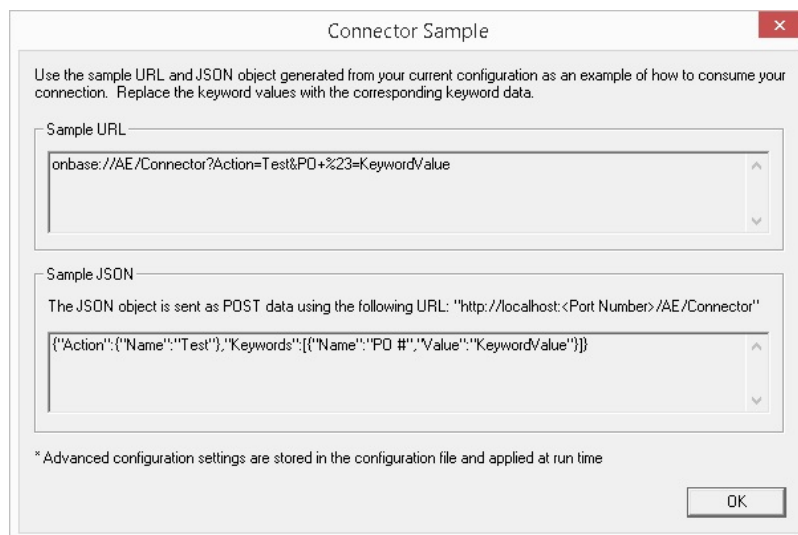 Connector Sample
Use the sample URL and JSON object generated from your current configuration as an example of how to consume your
connection.  Replace the keyword values with the corresponding keyword data.
Sample URL
onbase://AE/Connector?Action=Test&PO+%23=KeywordValue
Sample JSON
The JSON object is sent as POST data using the following URL: "http://localhost:<Port Number>/AE/Connector"
{"Action":{"Name":"Test"},"Keywords":[{"Name":"PO #","Value":"KeywordValue"}]}
* Advanced configuration settings are stored in the configuration file and applied at run time
OK